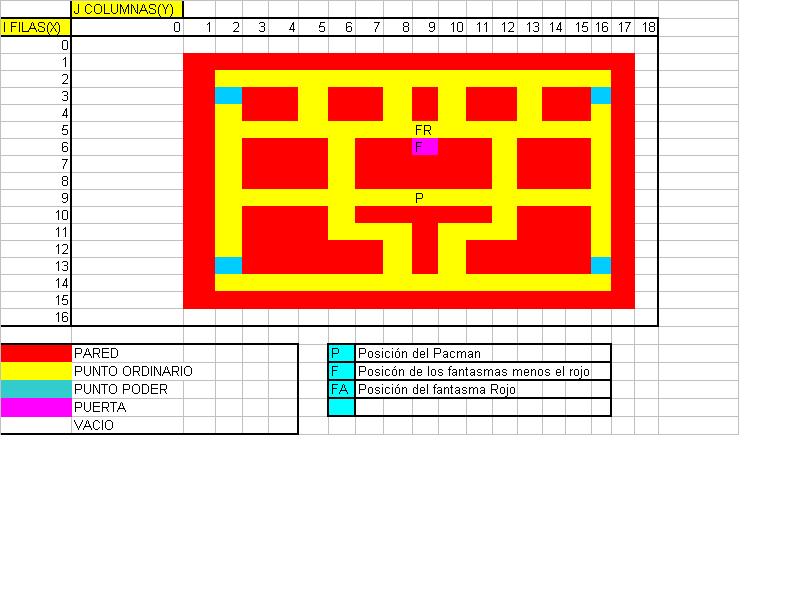 J COLUMNAS(Y)
I FILAS(X) 0 1 2 3 4 5 6 7 8 9 10 11 12 13 14 15 16 17 18
0
1
2
3
4
5 FR
6 F
7
8
9 P
10
11
12
13
14
15
16
PARED P Posición del Pacman
PUNTO ORDINARIO F Posicón de los fantasmas menos el rojo
PUNTO PODER FA Posición del fantasma Rojo
PUERTA
VACIO